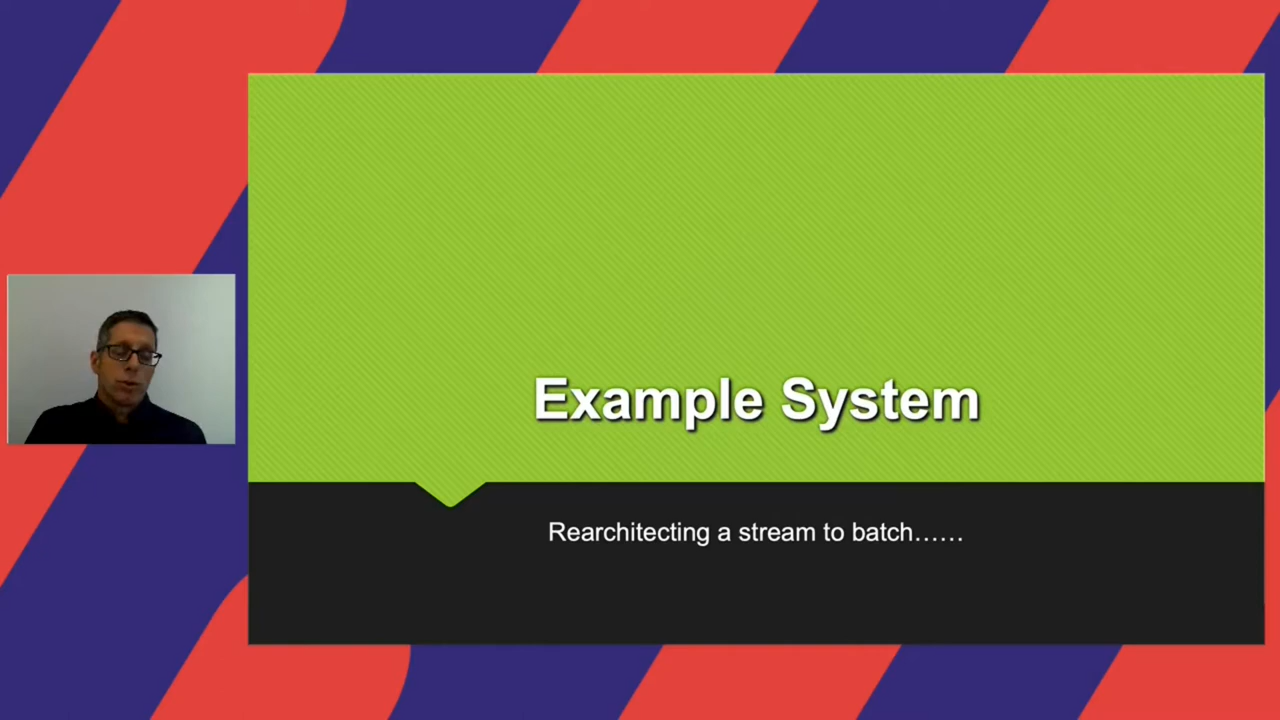 Example System
Rearchitecting a stream to batch......